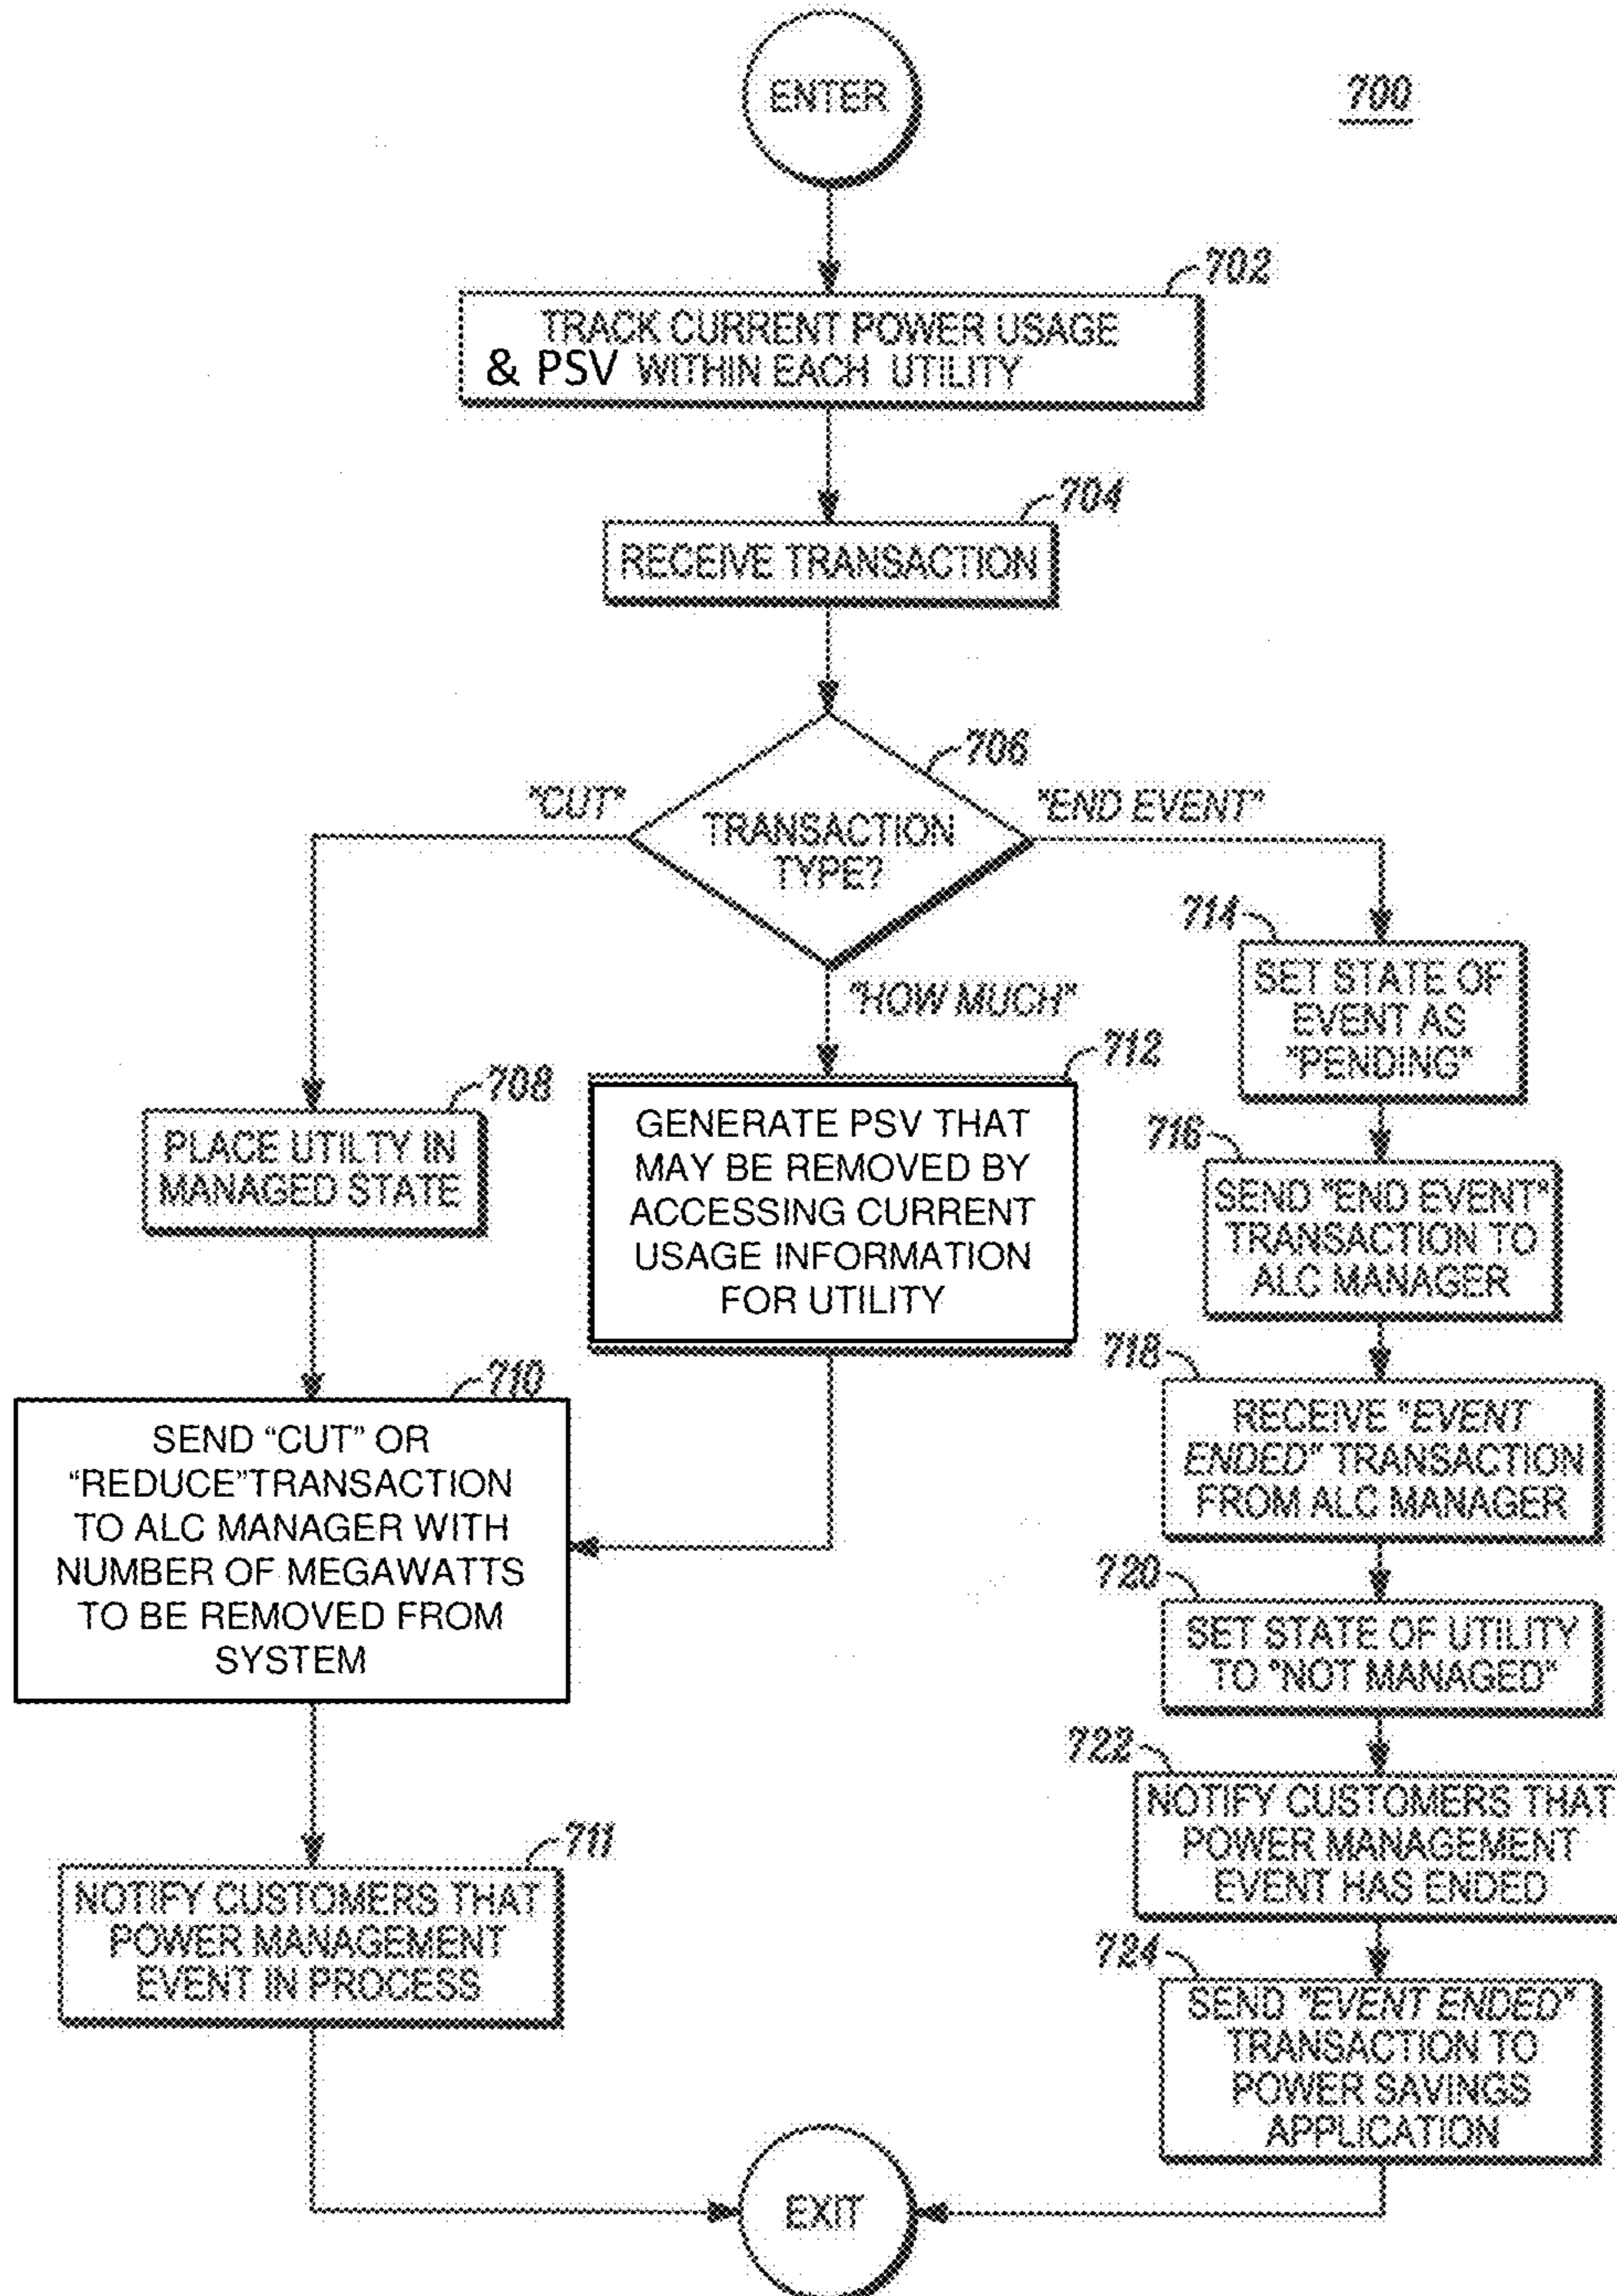 ENTER
700
702
TRACK CURRENT POWER USAGE
& PSV WITHIN EACH UTILITY
704
RECEIVE TRANSACTION
706
"CUT"
"END EVENT"
TRANSACTION
TYPE?
"HOW MUCH"
708
PLACE UTILTY IN
MANAGED STATE
712
GENERATE PSV THAT
MAY BE REMOVED BY
ACCESSING CURRENT
USAGE INFORMATION
FOR UTILITY
710
SEND “CUT” OR
“REDUCE”TRANSACTION
TO ALC MANAGER WITH
NUMBER OF MEGAWATTS
TO BE REMOVED FROM
SYSTEM
711
NOTIFY CUSTOMERS THAT
POWER MANAGEMENT
EVENT IN PROCESS
714
SET STATE OF
EVENT AS
"PENDING"
716
SEND "END EVENT"
TRANSACTION TO
ALC MANAGER
718
RECEIVE "EVENT
ENDED" TRANSACTION
FROM ALC MANAGER
720
SET STATE OF UTILITY
TO "NOT MANAGED"
722
NOTIFY CUSTOMERS THAT
POWER MANAGEMENT
EVENT HAS ENDED
724
SEND "EVENT ENDED"
TRANSACTION TO
POWER SAVINGS
APPLICATION
EXIT